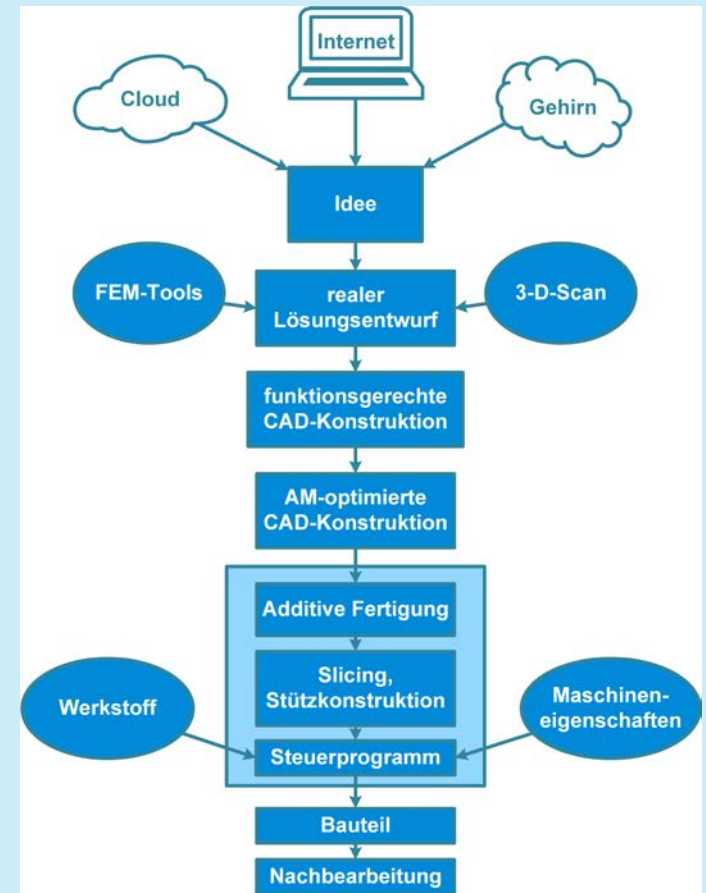 Internet
Cloud
Gehirn
Idee
FEM-Tools
realer
Lösungsentwurf
3-D-Scan
funktionsgerechte
CAD-Konstruktion
AM-optimierte
CAD-Konstruktion
Additive Fertigung
Slicing,
Stützkonstruktion
Werkstoff
Maschinen-
eigenschaften
Steuerprogramm
Bauteil
Nachbearbeitung